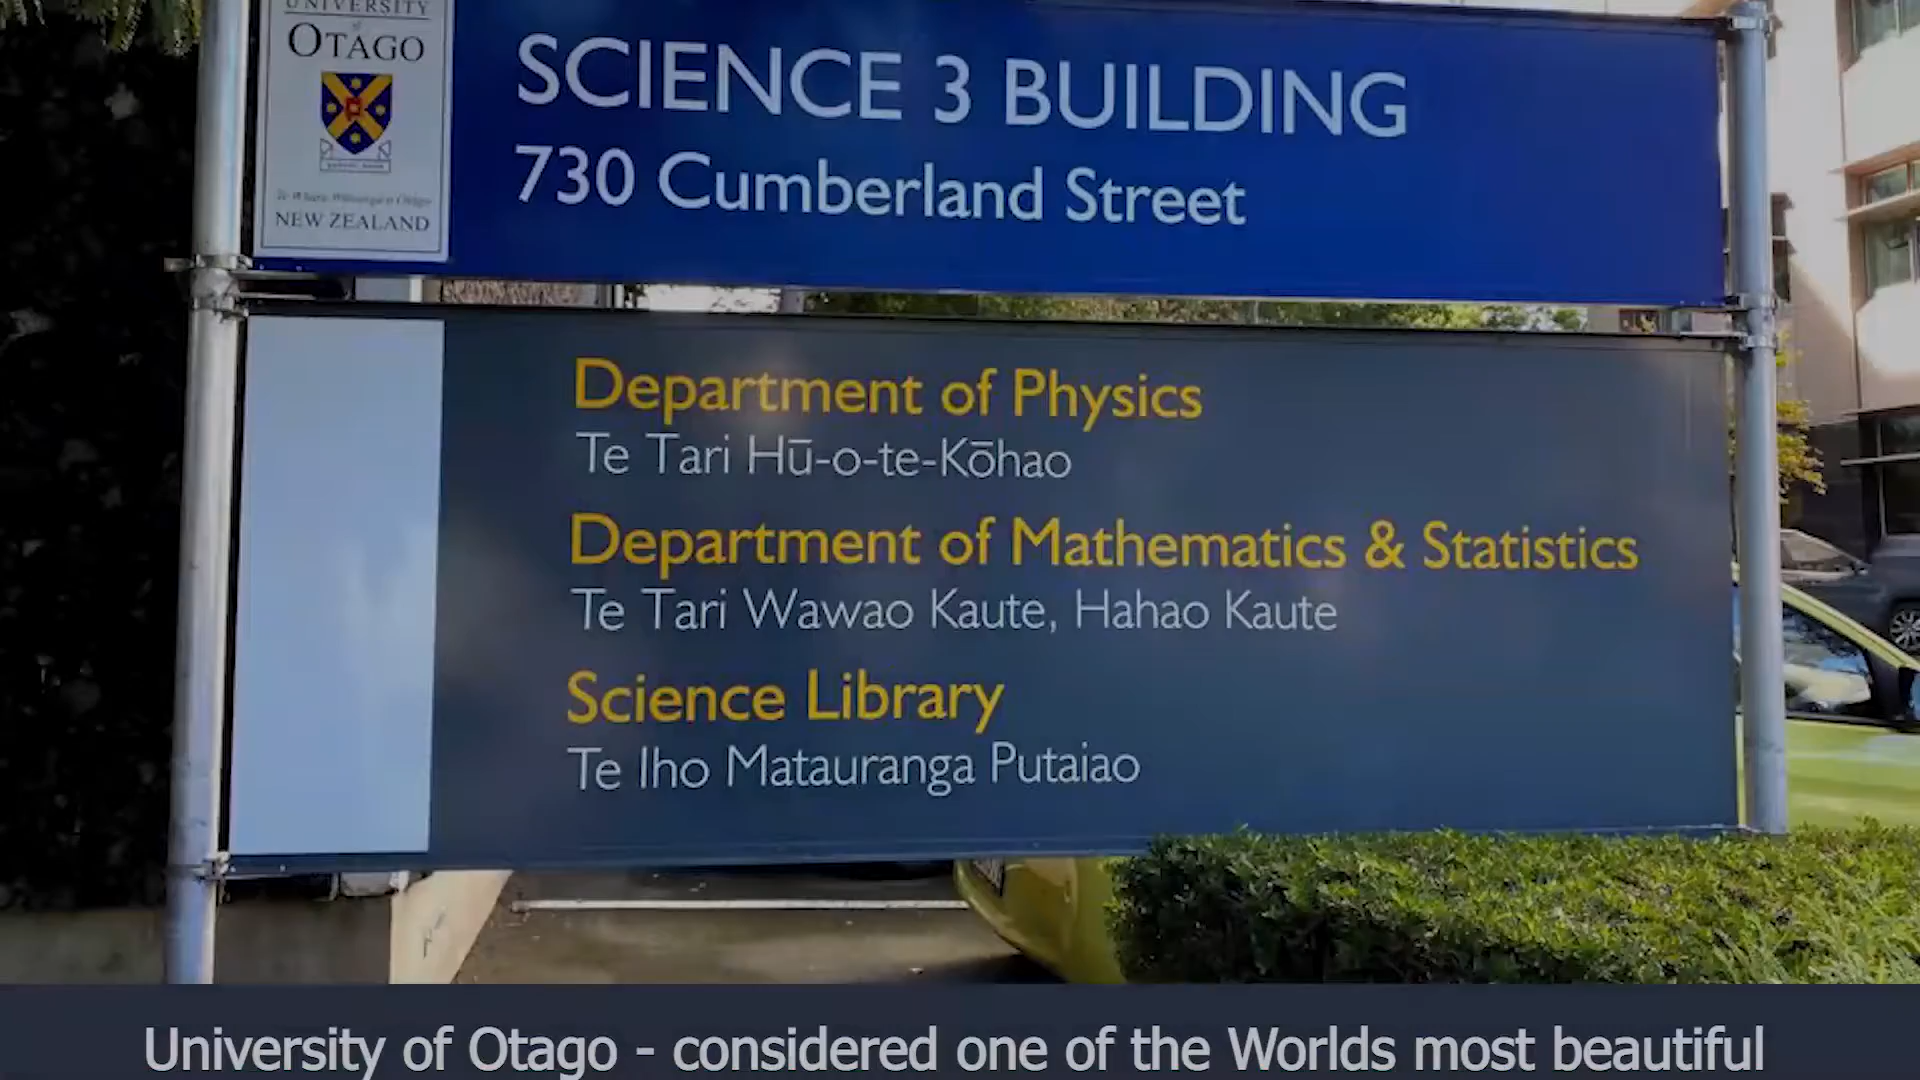 UNIVERSITY
of
OTAGO
NEW ZEALAND
SCIENCE 3 BUILDING
730 Cumberland Street
Department of Physics
Te Tari Hū-o-te-Kōhao
Department of Mathematics & Statistics
Te Tari Wawao Kaute, Hahao Kaute
Science Library
Te Iho Matauranga Putaiao
University of Otago - considered one of the Worlds most beautiful